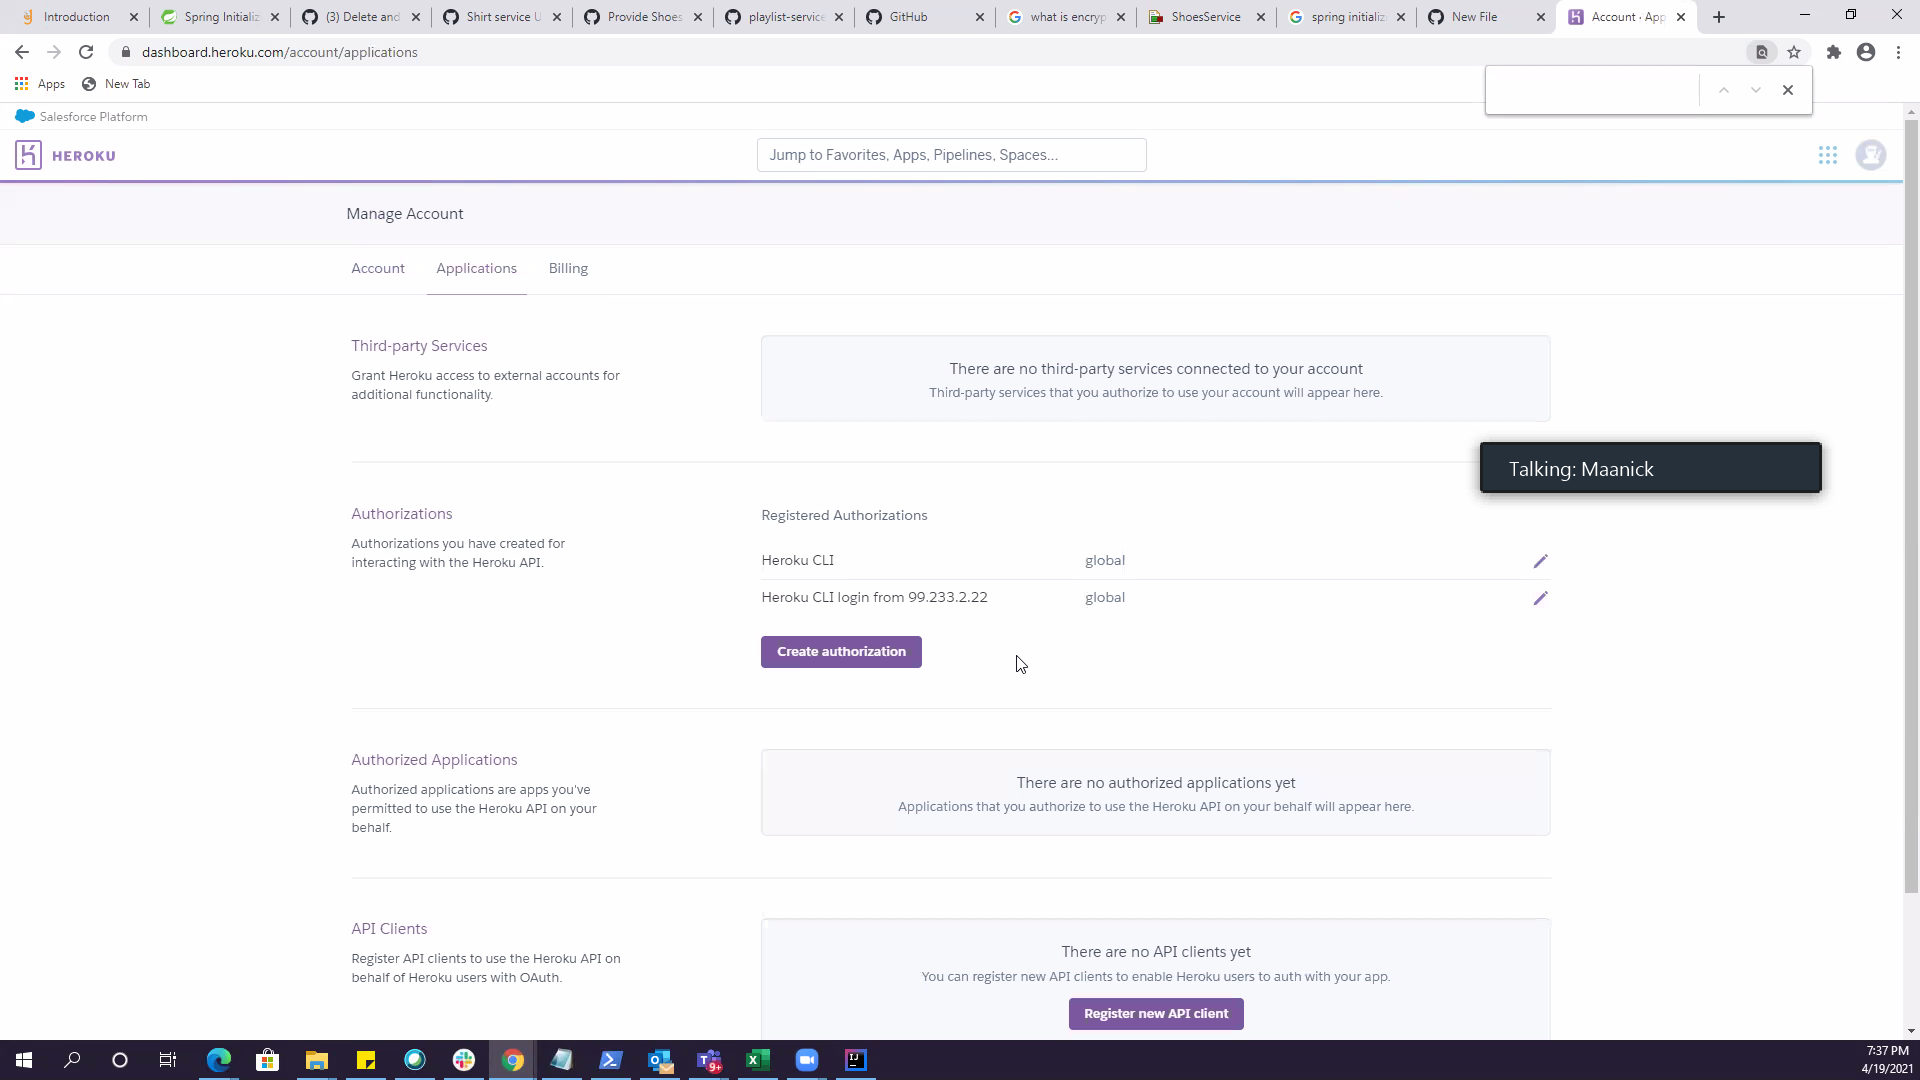 Introduction
Spring Initializ
(3) Delete and
Shirt service U
Provide Shoes
playlist-service
GitHub
what is encryp
ShoesService
spring initializ
New File
Account · App
dashboard.heroku.com/account/applications
Apps
New Tab
Salesforce Platform
HEROKU
Jump to Favorites, Apps, Pipelines, Spaces...
Manage Account
Account
Applications
Billing
Third-party Services
Grant Heroku access to external accounts for
additional functionality.
There are no third-party services connected to your account
Third-party services that you authorize to use your account will appear here.
Talking: Maanick
Authorizations
Authorizations you have created for
interacting with the Heroku API.
Registered Authorizations
Heroku CLI global
Heroku CLI login from 99.233.2.22 global
Create authorization
Authorized Applications
Authorized applications are apps you've
permitted to use the Heroku API on your
behalf.
There are no authorized applications yet
Applications that you authorize to use the Heroku API on your behalf will appear here.
API Clients
Register API clients to use the Heroku API on
behalf of Heroku users with OAuth.
There are no API clients yet
You can register new API clients to enable Heroku users to auth with your app.
Register new API client
9+
7:37 PM
4/19/2021